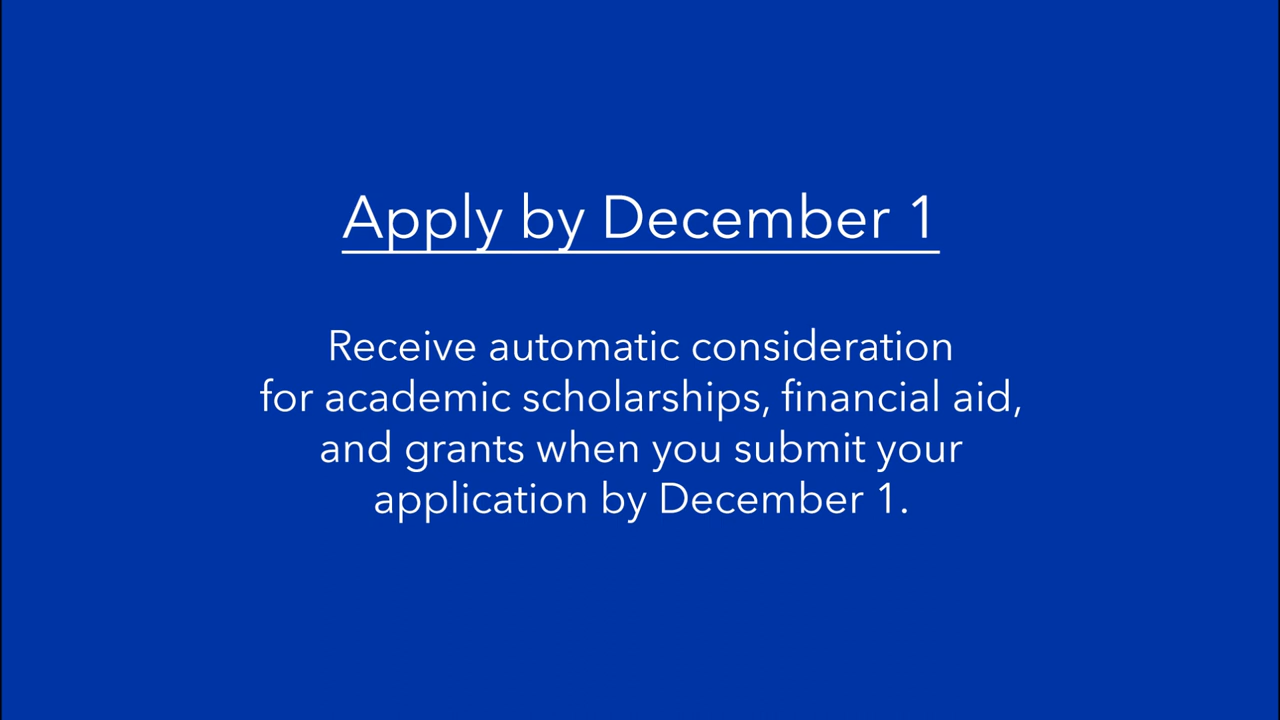 Apply by December 1
Receive automatic consideration
for academic scholarships, financial aid,
and grants when you submit your
application by December 1.